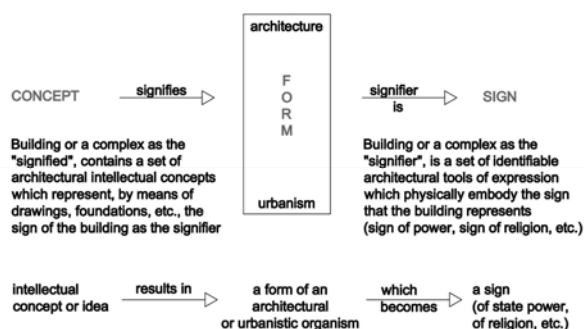 architecture
CONCEPT
signifies
F
O
R
M
signifier
is
SIGN
Building or a complex as the
"signified", contains a set of
architectural intellectual concepts
which represent, by means of
drawings, foundations, etc., the
sign of the building as the signifier
urbanism
Building or a complex as the
"signifier", is a set of identifiable
architectural tools of expression
which physically embody the sign
that the building represents
(sign of power, sign of religion, etc.)
intellectual
concept or idea
results in
a form of an
architectural
or urbanistic organism
which
becomes
a sign
(of state power,
of religion, etc.)